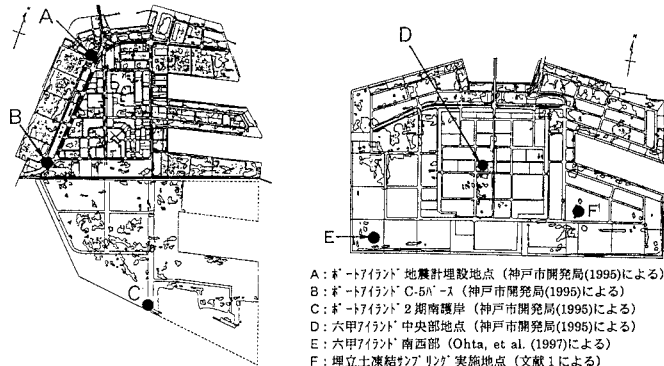 A
B
C
D
E
F
A：ﾎﾟｰﾄｱｲﾗﾝﾄﾞ地震計埋設地点（神戸市開発局(1995)による）
B：ﾎﾟｰﾄｱｲﾗﾝﾄﾞC-5ﾊﾞｰｽ（神戸市開発局(1995)による）
C：ﾎﾟｰﾄｱｲﾗﾝﾄﾞ2期南護岸（神戸市開発局(1995)による）
D：六甲ｱｲﾗﾝﾄﾞ中央部地点（神戸市開発局(1995)による）
E：六甲ｱｲﾗﾝﾄﾞ南西部（Ohta, et al. (1997)による）
F：埋立土凍結ｻﾝﾌﾟﾘﾝｸﾞ実施地点（文献1による）